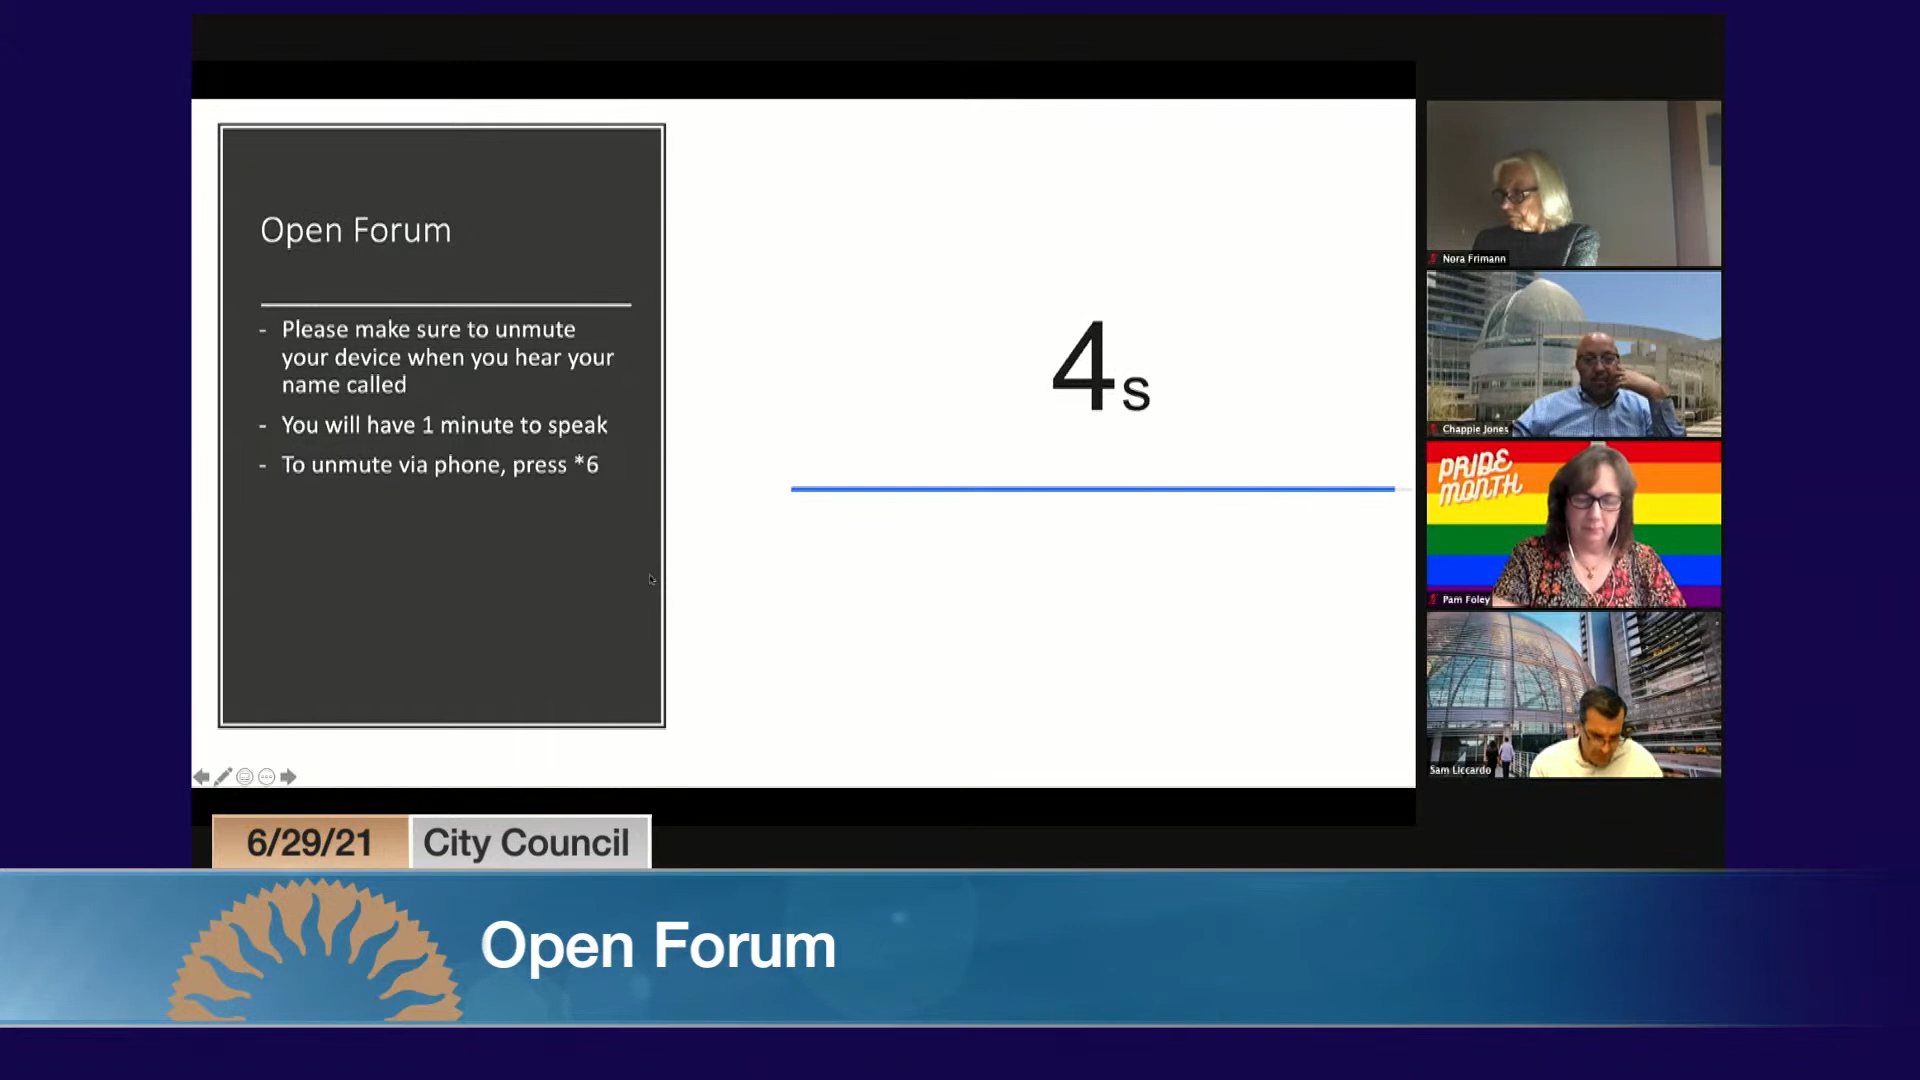 Open Forum
- Please make sure to unmute
your device when you hear your
name called
- You will have 1 minute to speak
- To unmute via phone, press *6
4s
Nora Frimann
Chappie Jones
PRIDE
MONTH
Pam Foley
Sam Liccardo
6/29/21
City Council
Open Forum